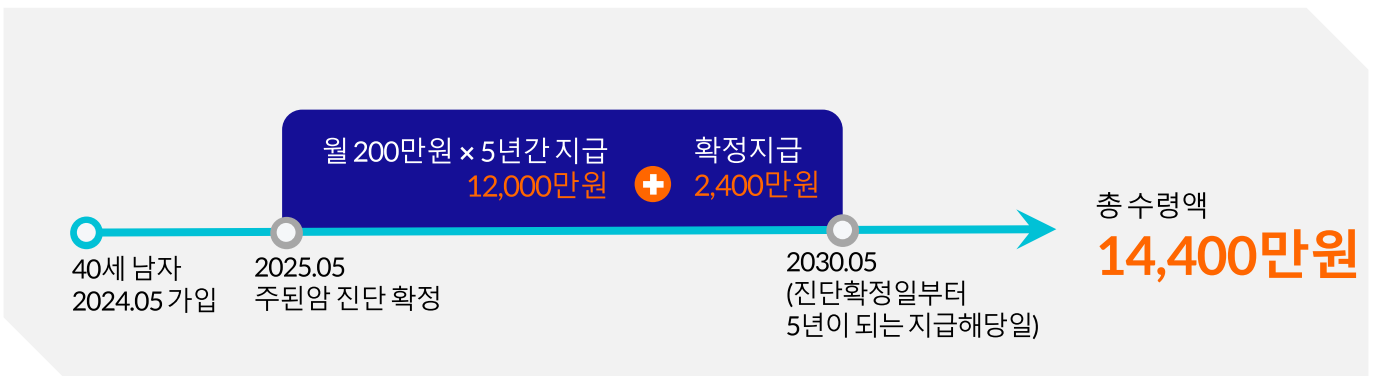 월 200만원 × 5년간 지급
12,000만원
확정지급
2,400만원
총 수령액
14,400만원
40세 남자
2024.05 가입
2025.05
주된암 진단 확정
2030.05
(진단확정일부터
5년이 되는 지급해당일)